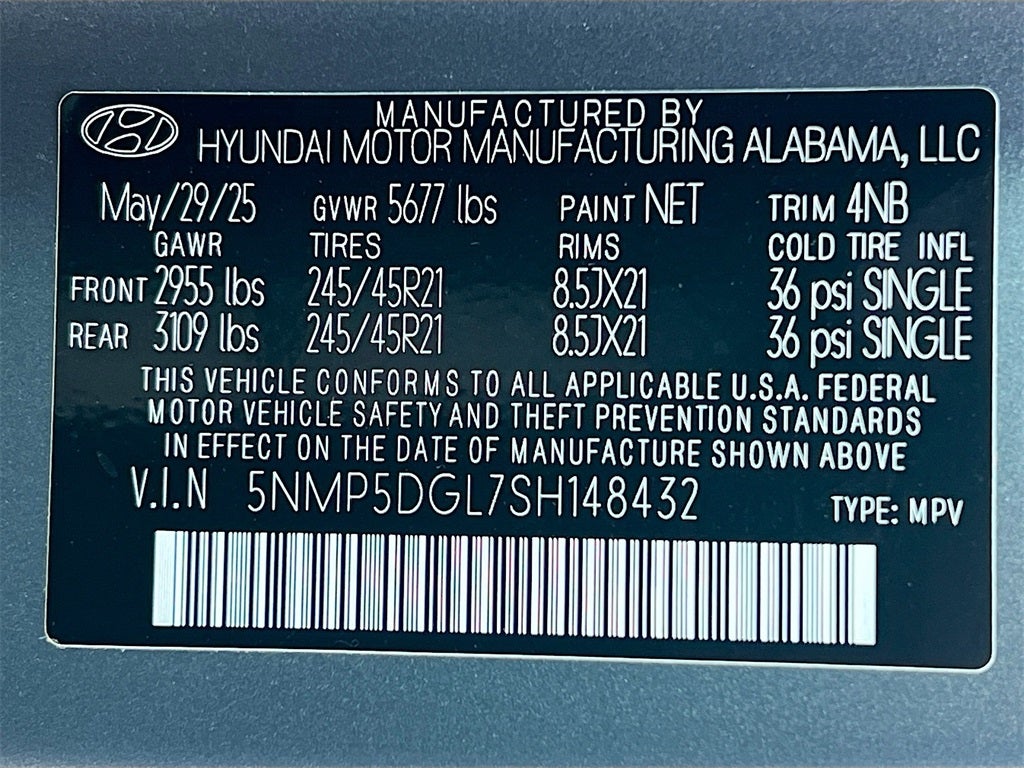 MANUFACTURED BY
HYUNDAI MOTOR MANUFACTURING ALABAMA, LLC
May/29/25 GVWR 5677 lbs PAINT NET TRIM 4NB
GAWR TIRES RIMS COLD TIRE INFL
FRONT 2955 lbs 245/45R21 8.5JX21 36 psi SINGLE
REAR 3109 lbs 245/45R21 8.5JX21 36 psi SINGLE
THIS VEHICLE CONFORMS TO ALL APPLICABLE U.S.A. FEDERAL
MOTOR VEHICLE SAFETY AND THEFT PREVENTION STANDARDS
IN EFFECT ON THE DATE OF MANUFACTURE SHOWN ABOVE
V.I.N 5NMP5DGL7SH148432 TYPE: MPV